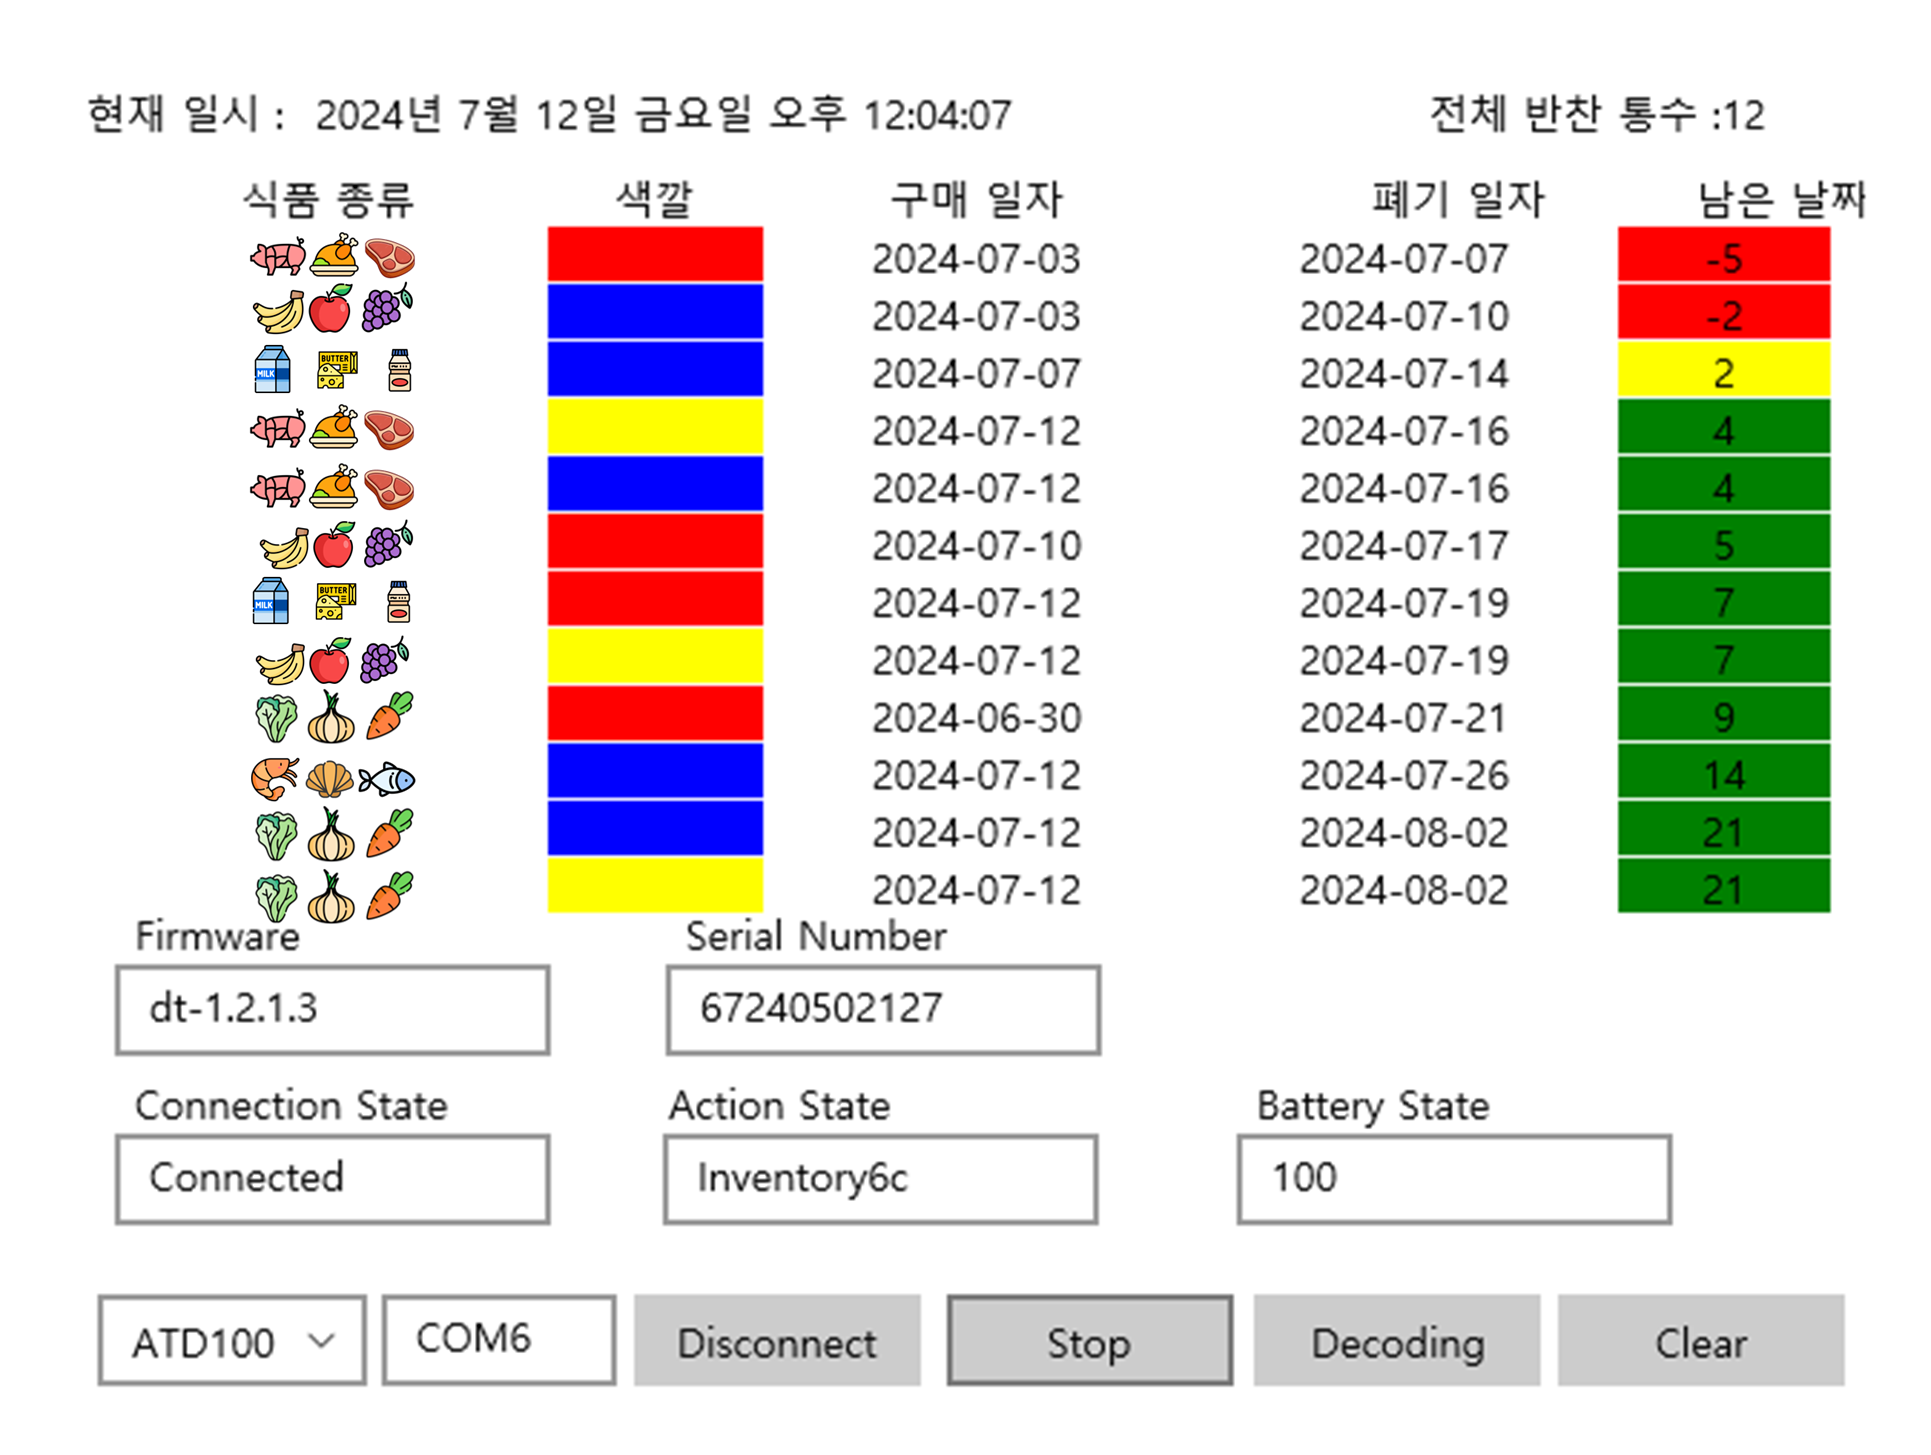 현재 일시 : 2024년 7월 12일 금요일 오후 12:04:07 전체 반찬 통수 :12
식품 종류 색깔 구매 일자 폐기 일자 남은 날짜
2024-07-03 2024-07-07 -5
2024-07-03 2024-07-10 -2
MILK BUTTER 2024-07-07 2024-07-14 2
2024-07-12 2024-07-16 4
2024-07-12 2024-07-16 4
2024-07-10 2024-07-17 5
MILK BUTTER 2024-07-12 2024-07-19 7
2024-07-12 2024-07-19 7
2024-06-30 2024-07-21 9
2024-07-12 2024-07-26 14
2024-07-12 2024-08-02 21
2024-07-12 2024-08-02 21
Firmware Serial Number
dt-1.2.1.3 67240502127
Connection State Action State Battery State
Connected Inventory6c 100
ATD100 COM6 Disconnect Stop Decoding Clear